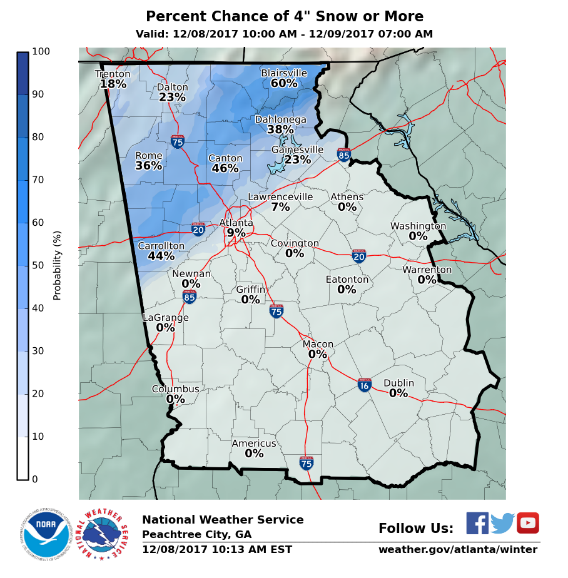 Percent Chance of 4" Snow or More
Valid: 12/08/2017 10:00 AM - 12/09/2017 07:00 AM
100
90
80
70
60
50
40
30
20
10
0
Probability (%)
Trenton
18%
Dalton
23%
Blairsville
60%
Dahlonega
38%
75
Rome
36%
Canton
46%
Gainesville
23%
85
Lawrenceville
7%
Athens
0%
Atlanta
9%
20
Washington
0%
Carrollton
44%
Covington
0%
20
Warrenton
0%
Newnan
0%
85
Griffin
0%
Eatonton
0%
75
LaGrange
0%
Macon
0%
16
Dublin
0%
Columbus
0%
Americus
0%
75
NOAA
NATIONAL WEATHER SERVICE
National Weather Service
Peachtree City, GA
12/08/2017 10:13 AM EST
Follow Us:
weather.gov/atlanta/winter